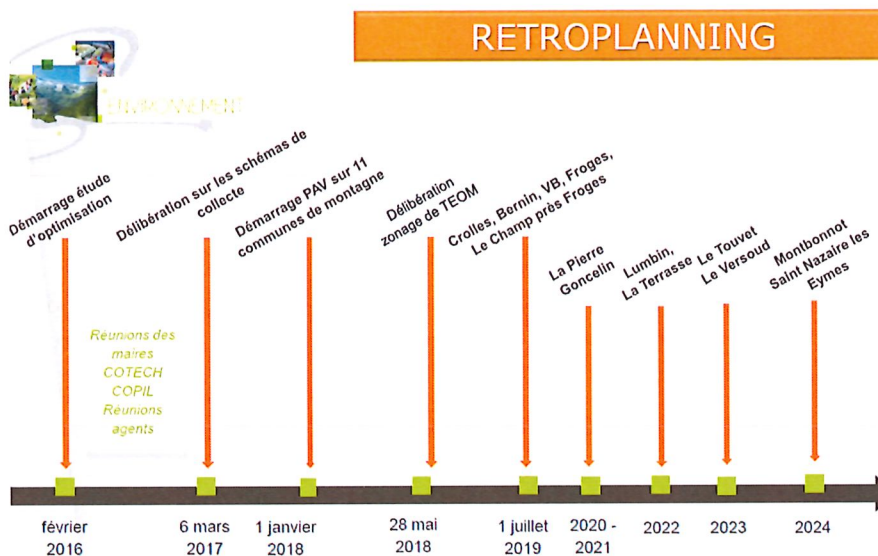 RETROPLANNING
ENVIRONNEMENT
Démarrage étude
d'optimisation
Délibération sur les schémas de
collecte
Démarrage PAV sur 11
communes de montagne
Délibération
zonage de TEOM
Crolles, Bernin, VB, Froges,
Le Champ près Froges
La Pierre
Goncelin
Lumbin,
La Terrasse
Le Touvet
Le Versoud
Montbonnot
Saint Nazaire les
Eymes
Réunions des
maires
COTECH
COPIL
Réunions
agents
février
2016
6 mars
2017
1 janvier
2018
28 mai
2018
1 juillet
2019
2020 -
2021
2022
2023
2024